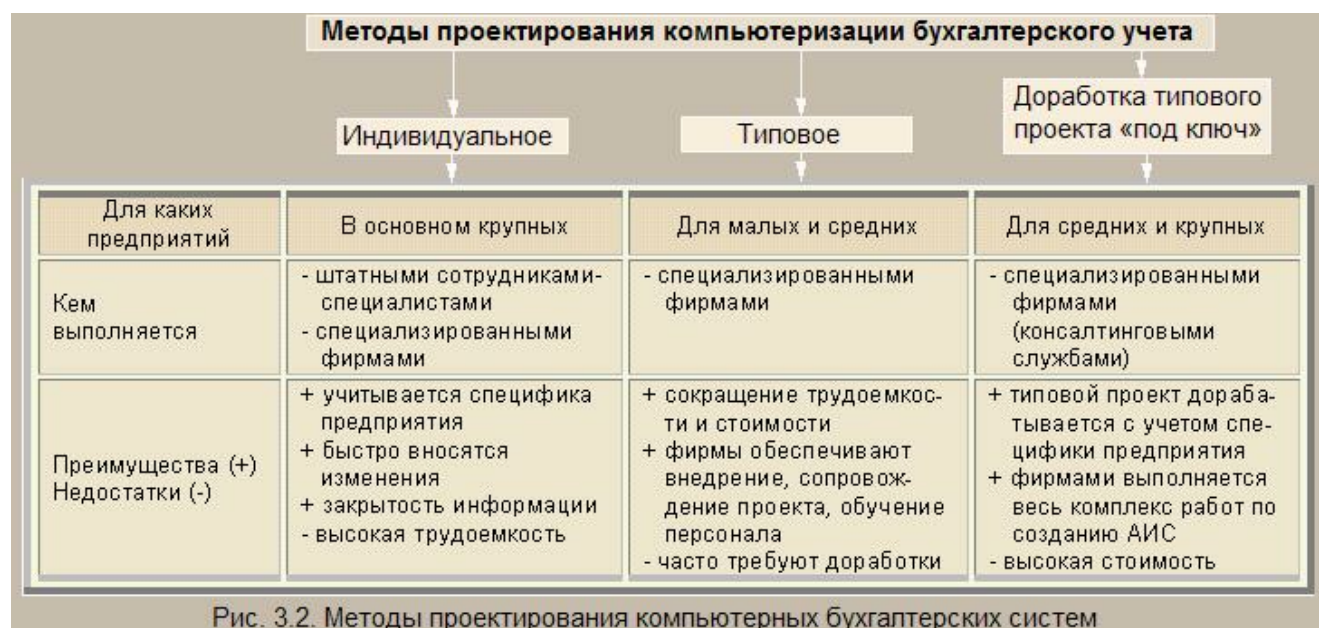 Методы проектирования компьютеризации бухгалтерского учета
Индивидуальное
Типовое
Доработка типового
проекта «под ключ»
Для каких
предприятий
В основном крупных
Для малых и средних
Для средних и крупных
Кем
выполняется
- штатными сотрудниками-
специалистами
- специализированными
фирмами
- специализированными
фирмами
- специализированными
фирмами
(консалтинговыми
службами)
Преимущества (+)
Недостатки (-)
+ учитывается специфика
предприятия
+ быстро вносятся
изменения
+ закрытость информации
- высокая трудоемкость
+ сокращение трудоемкос-
ти и стоимости
+ фирмы обеспечивают
внедрение, сопровож-
дение проекта, обучение
персонала
- часто требуют доработки
+ типовой проект дораба-
тывается с учетом спе-
цифики предприятия
+ фирмами выполняется
весь комплекс работ по
созданию АИС
- высокая стоимость
Рис. 3.2. Методы проектирования компьютерных бухгалтерских систем